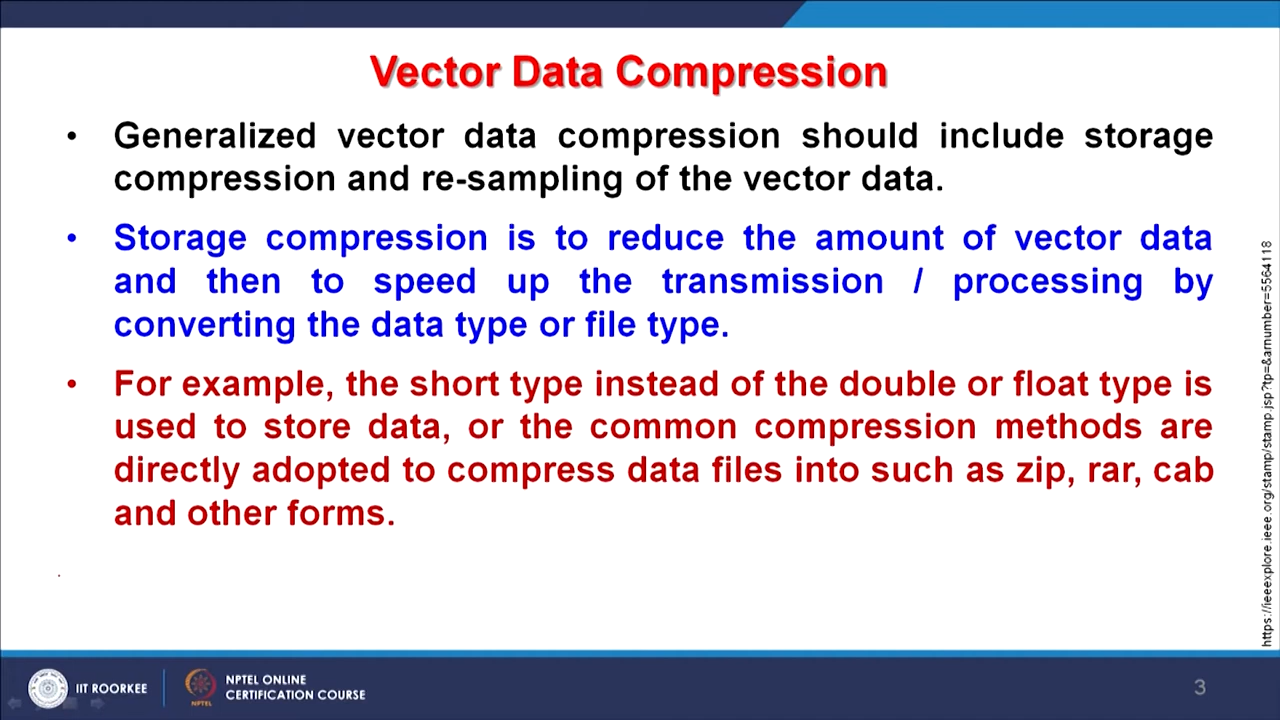 Vector Data Compression
• Generalized vector data compression should include storage
compression and re-sampling of the vector data.
• Storage compression is to reduce the amount of vector data
and then to speed up the transmission / processing by
converting the data type or file type.
• For example, the short type instead of the double or float type is
used to store data, or the common compression methods are
directly adopted to compress data files into such as zip, rar, cab
and other forms.
https://ieeexplore.ieee.org/stamp/stamp.jsp?tp=&arnumber=5564118
IIT ROORKEE
NPTEL
NPTEL ONLINE
CERTIFICATION COURSE
3